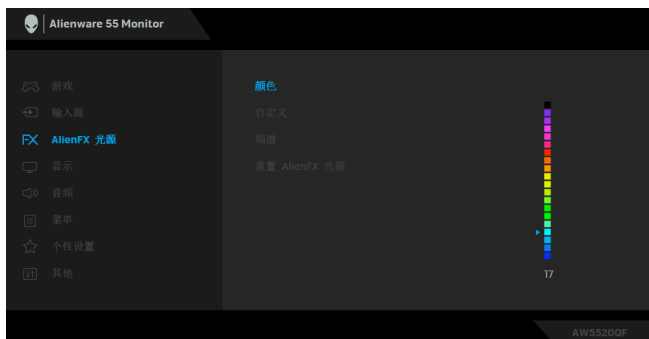 Alienware 55 Monitor
游戏
输入源
AlienFX 光源
显示
音频
菜单
个性设置
其他
颜色
自定义
频谱
重置 AlienFX 光源
17
AW5520QF